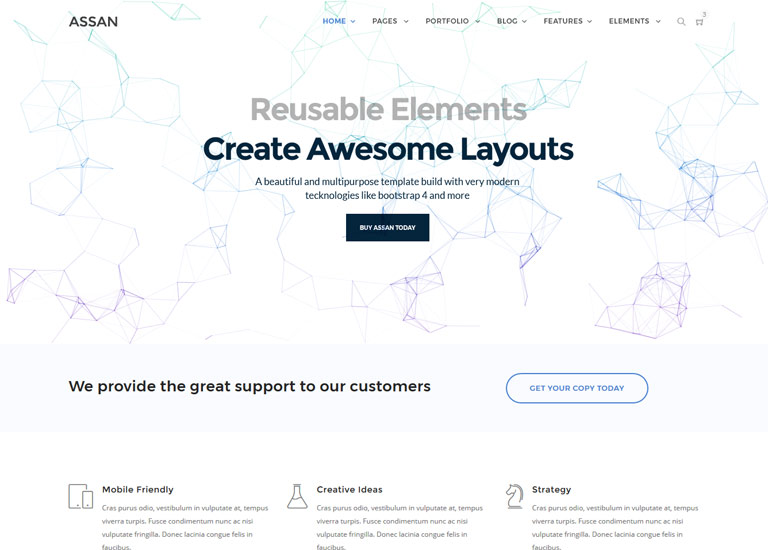 ASSAN HOME PAGES PORTFOLIO BLOG FEATURES ELEMENTS 3
Reusable Elements
Create Awesome Layouts
A beautiful and multipurpose template build with very modern
tecknologies like bootstrap 4 and more
BUY ASSAN TODAY
We provide the great support to our customers
GET YOUR COPY TODAY
Mobile Friendly
Cras purus odio, vestibulum in vulputate at, tempus
viverra turpis. Fusce condimentum nunc ac nisi
vulputate fringilla. Donec lacinia congue felis in
faucibus.
Creative Ideas
Cras purus odio, vestibulum in vulputate at, tempus
viverra turpis. Fusce condimentum nunc ac nisi
vulputate fringilla. Donec lacinia congue felis in
faucibus.
Strategy
Cras purus odio, vestibulum in vulputate at, tempus
viverra turpis. Fusce condimentum nunc ac nisi
vulputate fringilla. Donec lacinia congue felis in
faucibus.